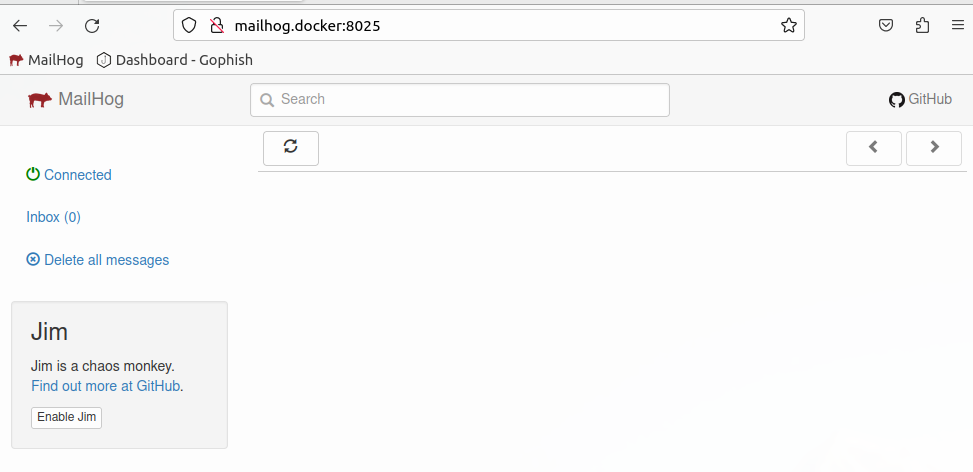 mailhog.docker:8025
MailHog Dashboard - Gophish
MailHog Search GitHub
Connected
Inbox (0)
Delete all messages
Jim
Jim is a chaos monkey.
Find out more at GitHub.
Enable Jim